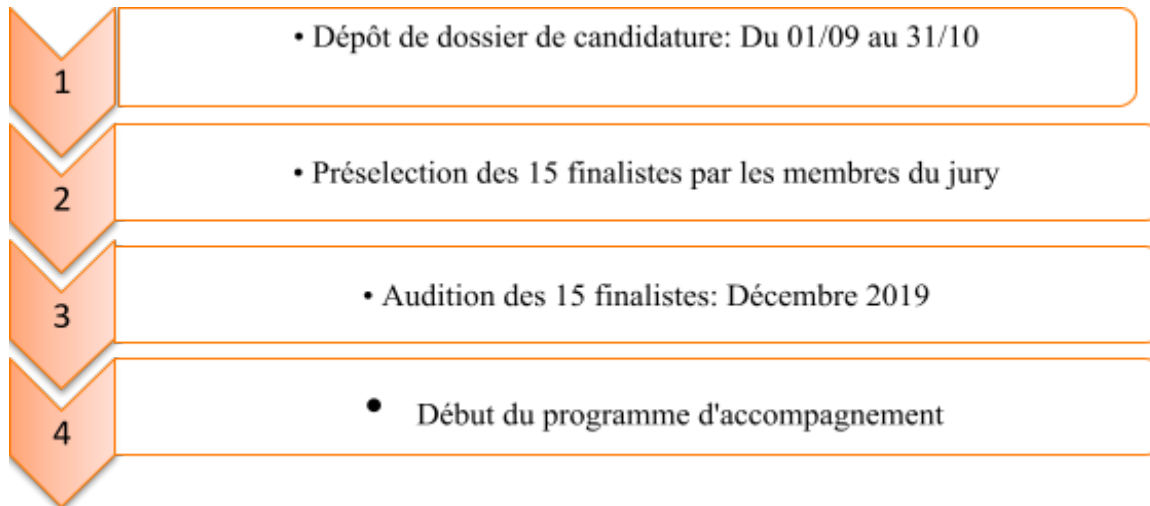 1
• Dépôt de dossier de candidature: Du 01/09 au 31/10
2
• Préselection des 15 finalistes par les membres du jury
3
• Audition des 15 finalistes: Décembre 2019
4
• Début du programme d'accompagnement